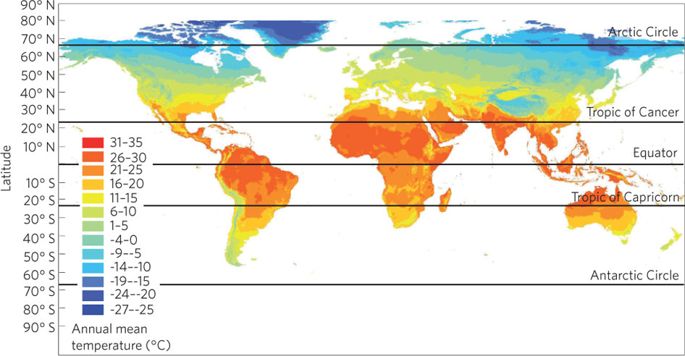 90° N
80° N
70° N
60° N
50° N
40° N
30° N
20° N
10° N
10° S
20° S
30° S
40° S
50° S
60° S
70° S
80° S
90° S
Latitude
Arctic Circle
Tropic of Cancer
Equator
Tropic of Capricorn
Antarctic Circle
31–35
26–30
21–25
16–20
11–15
6–10
1–5
-4–0
-9–-5
-14–-10
-19–-15
-24–-20
-27–-25
Annual mean
temperature (°C)